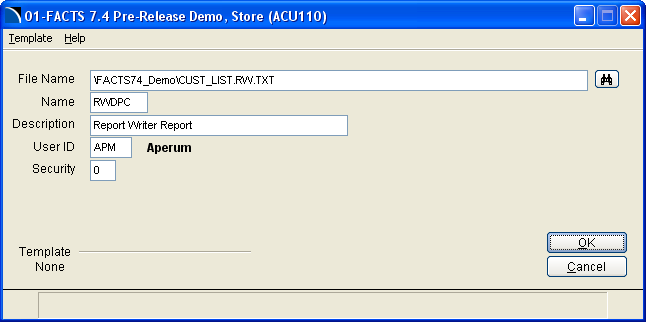 01-FACTS 7.4 Pre-Release Demo, Store (ACU110)
Template Help
File Name \FACTS74_Demo\CUST_LIST.RW.TXT
Name RWDPC
Description Report Writer Report
User ID APM Aperum
Security 0
OK
Template
None
Cancel